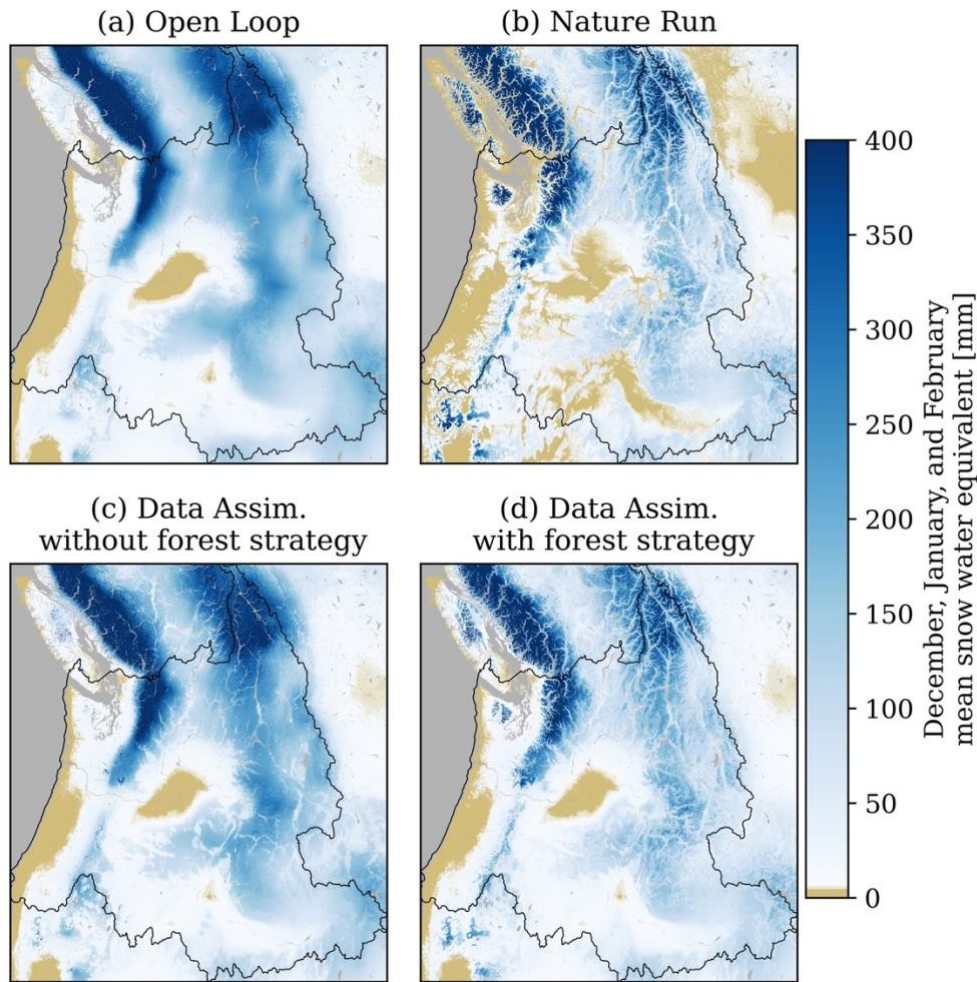 (a) Open Loop
(b) Nature Run
(c) Data Assim.
without forest strategy
(d) Data Assim.
with forest strategy
400
350
300
250
200
150
100
50
0
December, January, and February
mean snow water equivalent [mm]